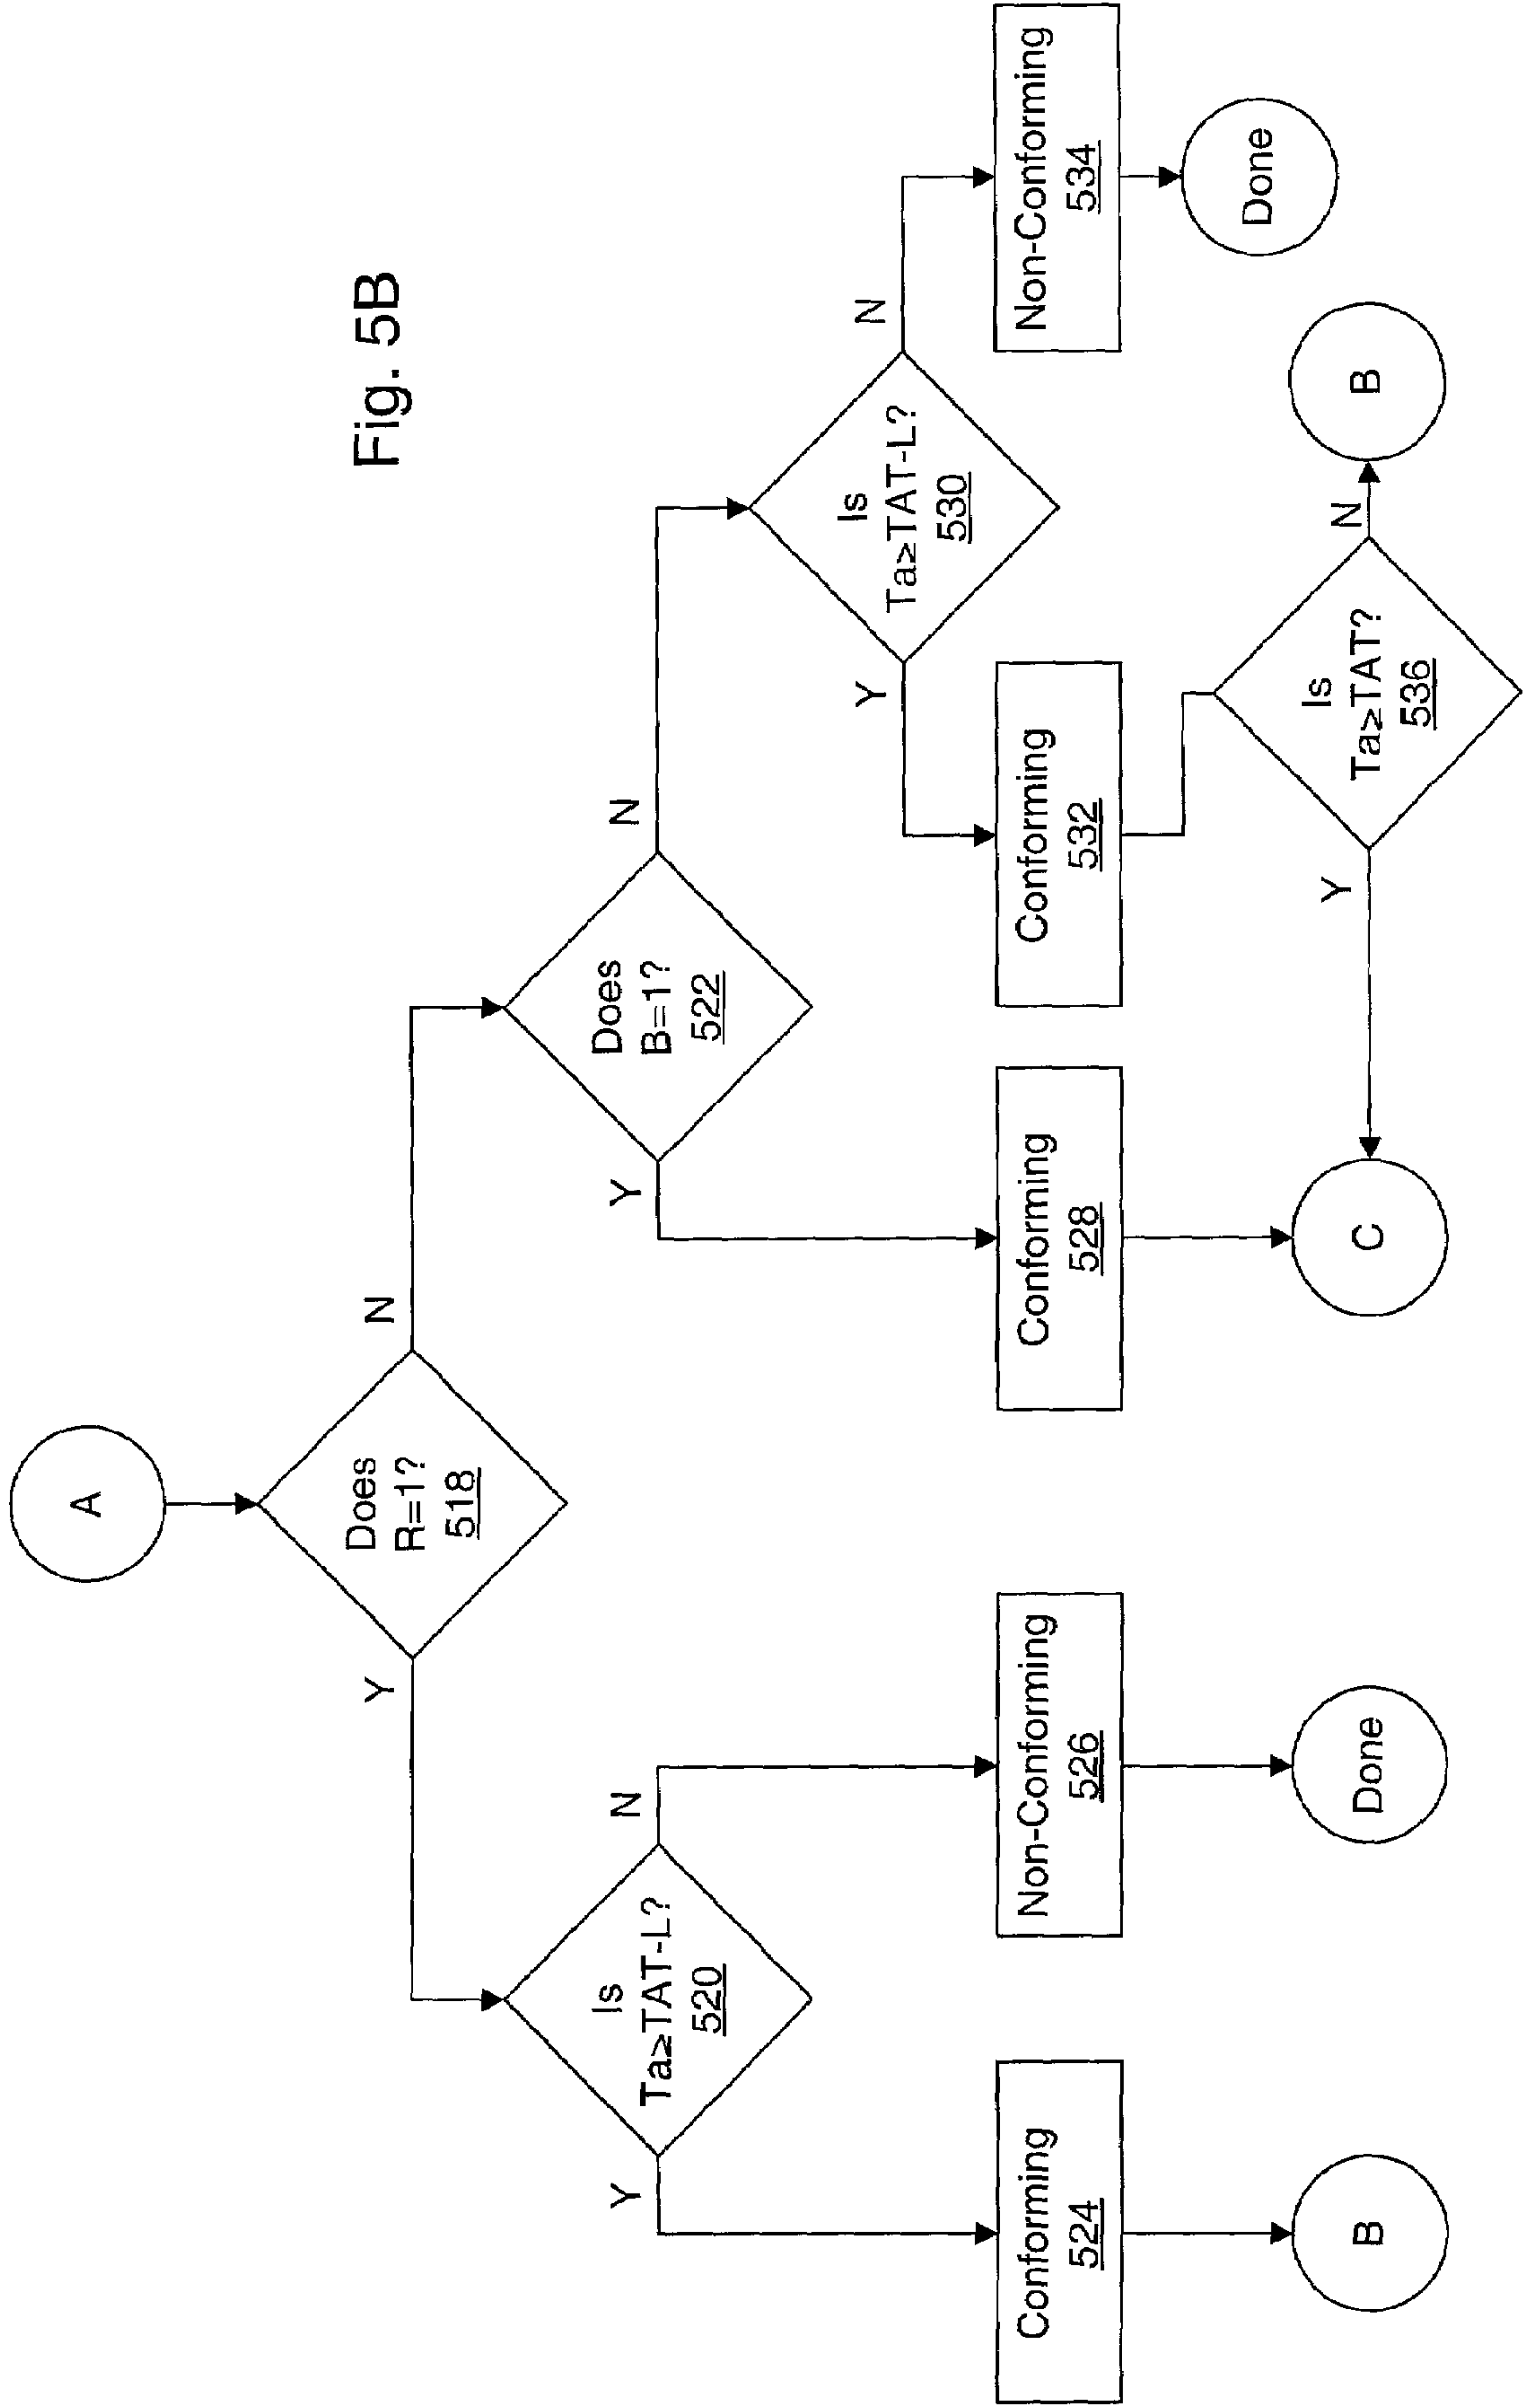 Fig. 5B
A
Does
R=1?
518
Y
N
Is
Ta≥TAT-L?
520
Does
B=1?
522
Y
N
Y
N
Is
Ta≥TAT-L?
530
Y
N
Conforming
524
Non-Conforming
526
Conforming
528
Conforming
532
Non-Conforming
534
Is
Ta≥TAT?
536
Y
N
B
Done
C
B
Done